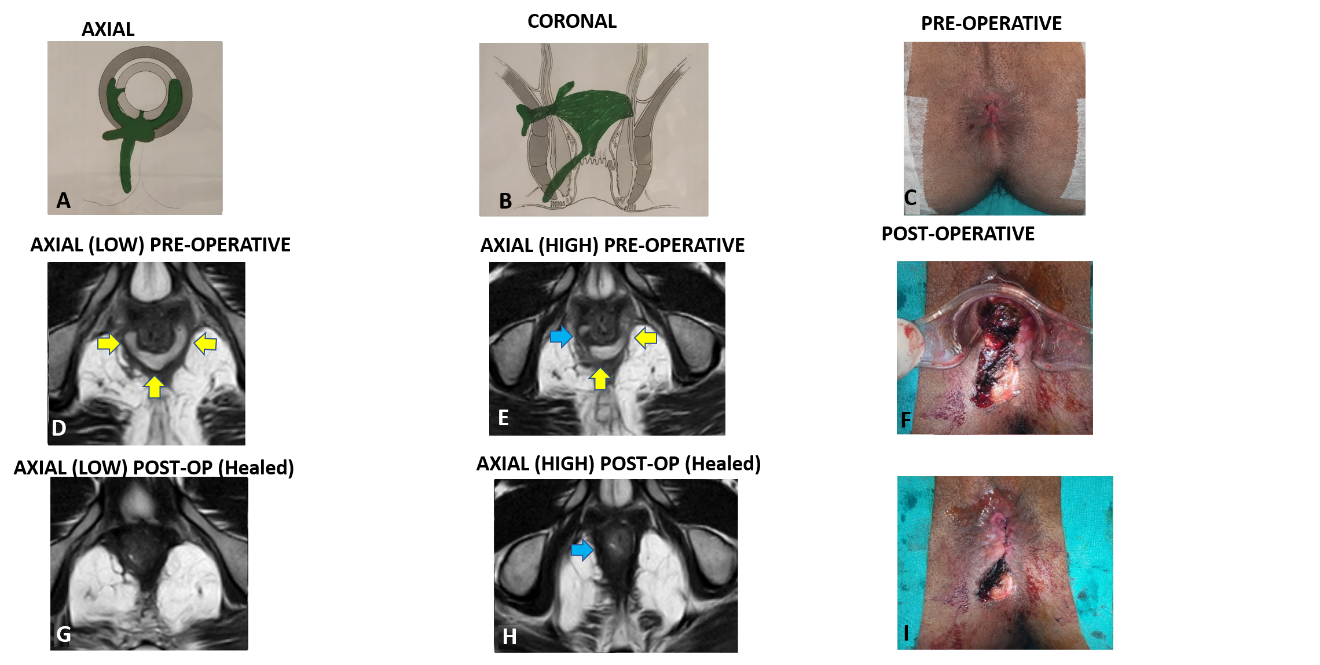 AXIAL
CORONAL
PRE-OPERATIVE
A
B
C
AXIAL (LOW) PRE-OPERATIVE
AXIAL (HIGH) PRE-OPERATIVE
POST-OPERATIVE
D
E
F
AXIAL (LOW) POST-OP (Healed)
AXIAL (HIGH) POST-OP (Healed)
G
H
I